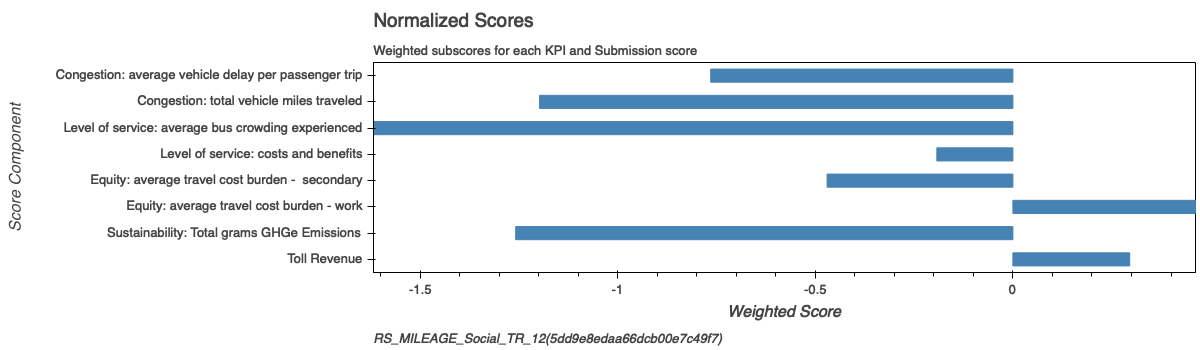 Normalized Scores
Weighted subscores for each KPI and Submission score
Score Component
Congestion: average vehicle delay per passenger trip
Congestion: total vehicle miles traveled
Level of service: average bus crowding experienced
Level of service: costs and benefits
Equity: average travel cost burden -  secondary
Equity: average travel cost burden - work
Sustainability: Total grams GHGe Emissions
Toll Revenue
-1.5 -1 -0.5 0
Weighted Score
RS_MILEAGE_Social_TR_12(5dd9e8edaa66dcb00e7c49f7)